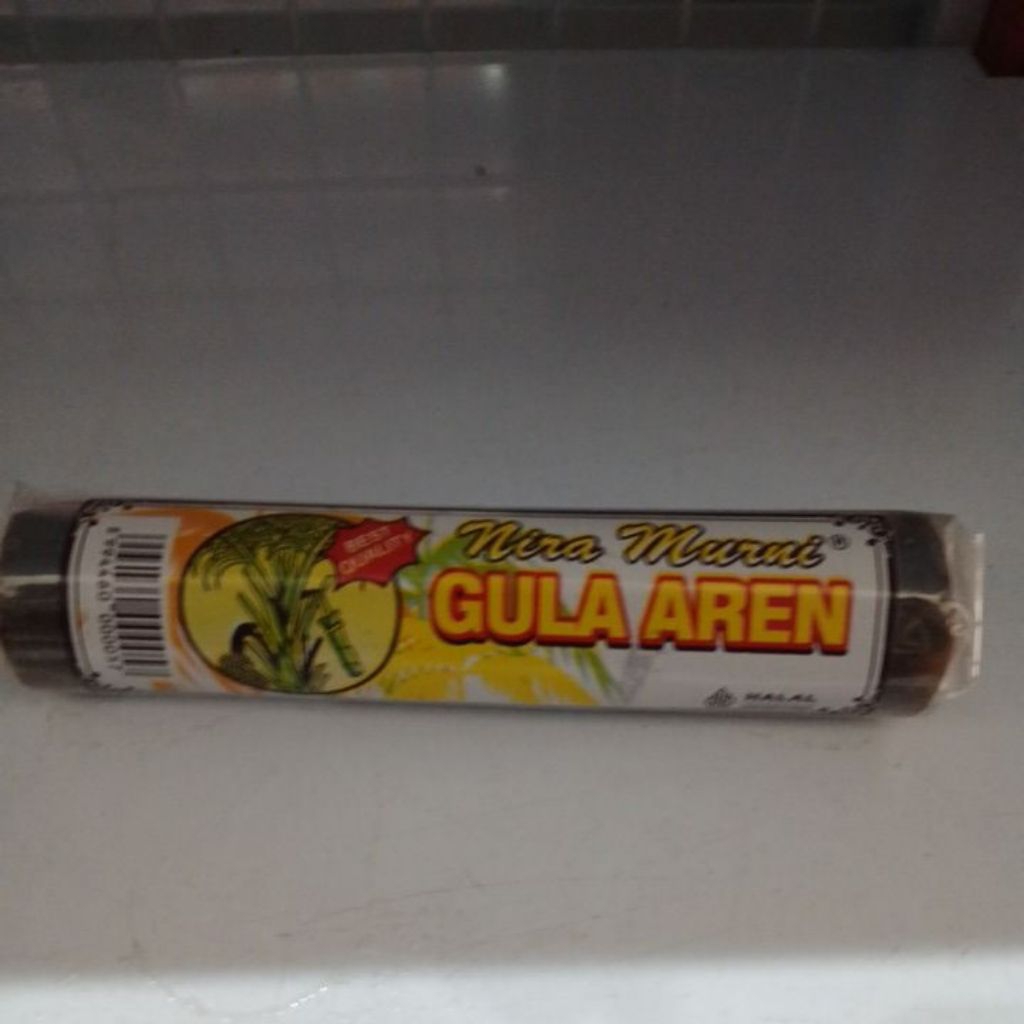 BEST
QUALITY
Nira Murni®
GULA AREN
HALAL